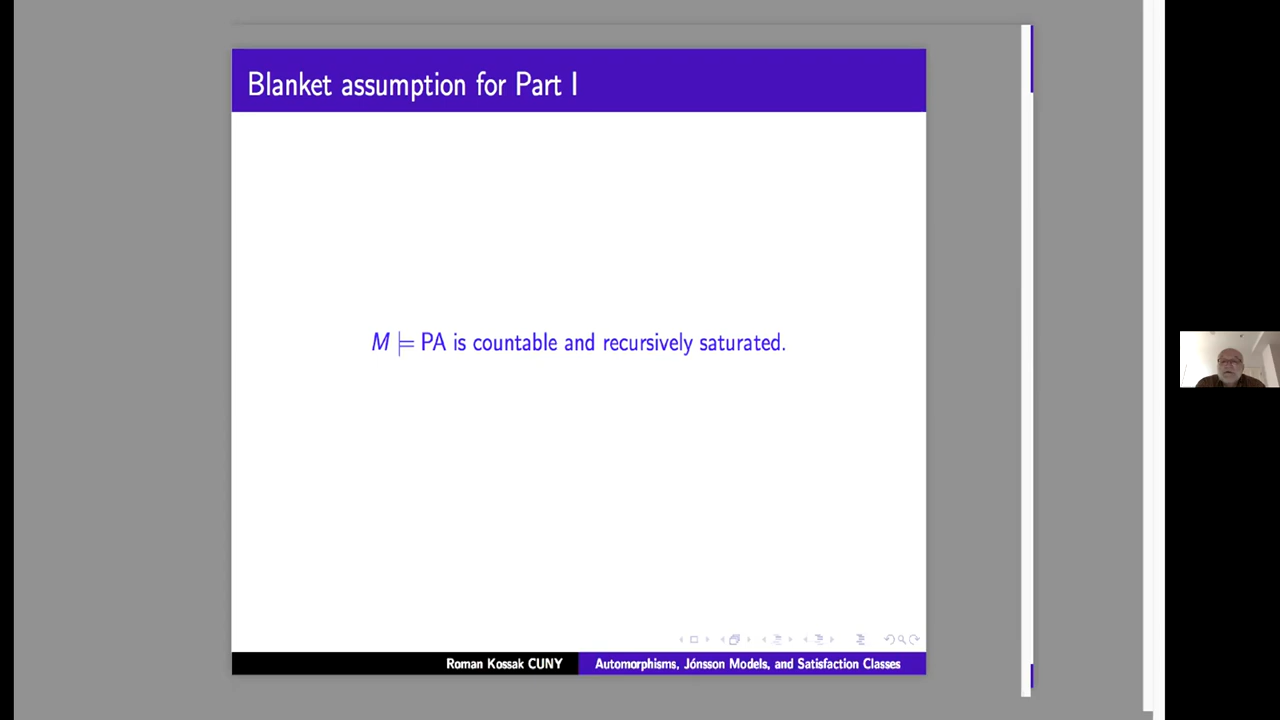 Blanket assumption for Part I
M ⊨ PA is countable and recursively saturated.
Roman Kossak CUNY
Automorphisms, Jónsson Models, and Satisfaction Classes